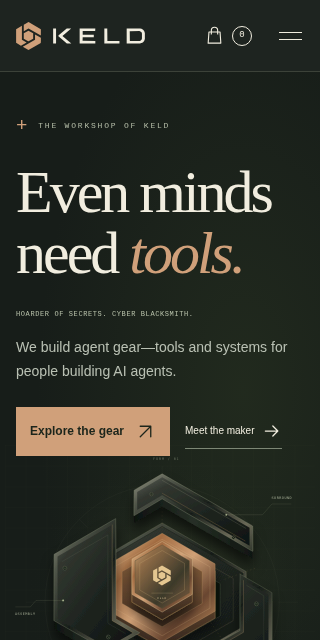 KELD
0
THE WORKSHOP OF KELD
Even minds
need tools.
HOARDER OF SECRETS. CYBER BLACKSMITH.
We build agent gear—tools and systems for
people building AI agents.
Explore the gear
Meet the maker